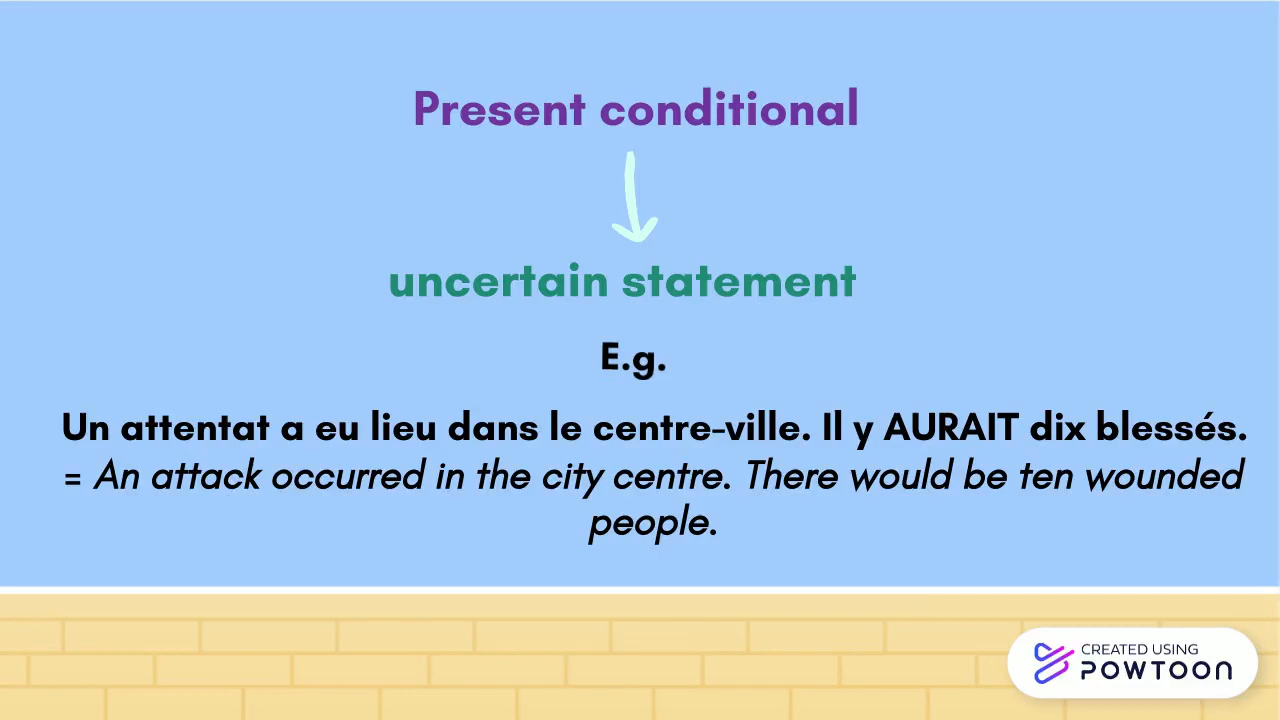 Present conditional
uncertain statement
E.g.
Un attentat a eu lieu dans le centre-ville. Il y AURAIT dix blessés.
= An attack occurred in the city centre. There would be ten wounded
people.
CREATED USING
POWTOON